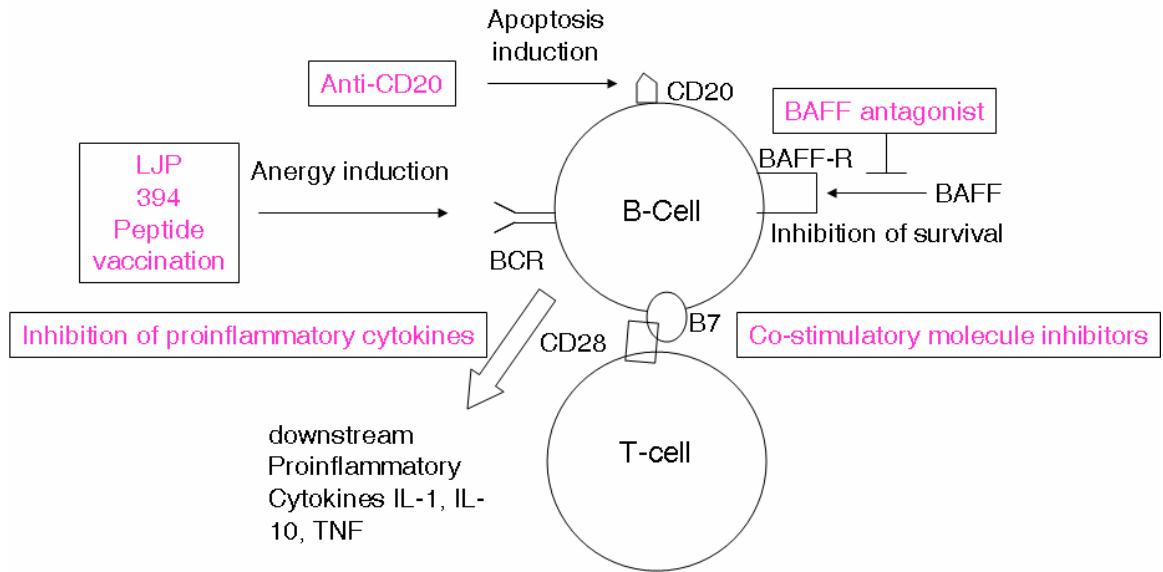 Apoptosis
induction
Anti-CD20
CD20
BAFF antagonist
LJP
394
Peptide
vaccination
Anergy induction
BAFF-R
BAFF
B-Cell
Inhibition of survival
BCR
Inhibition of proinflammatory cytokines
CD28
B7
Co-stimulatory molecule inhibitors
downstream
Proinflammatory
Cytokines IL-1, IL-
10, TNF
T-cell